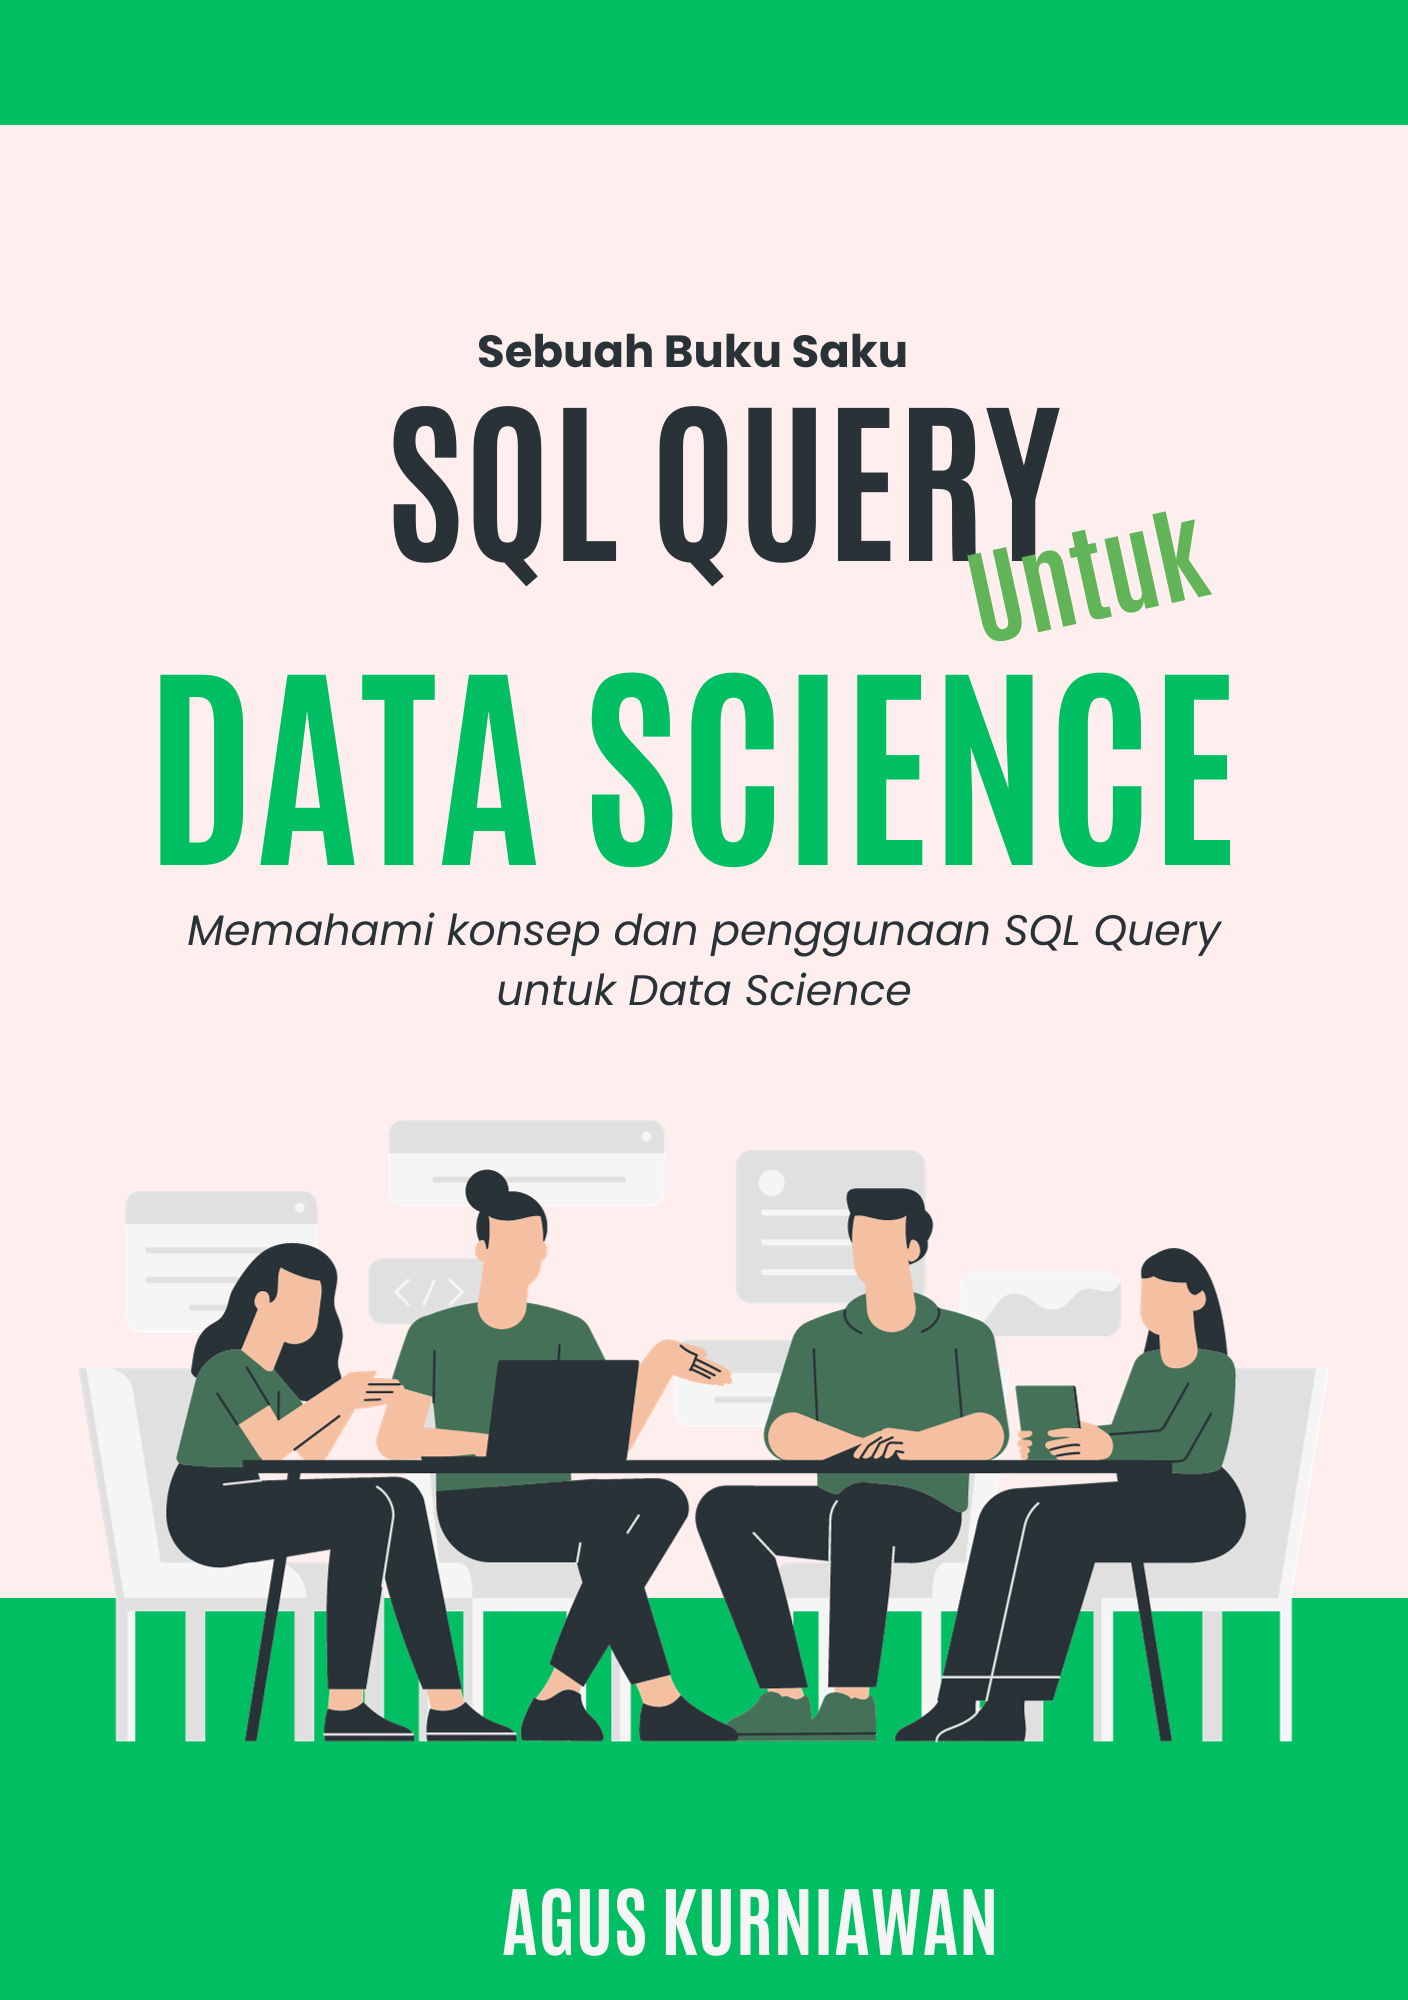 Sebuah Buku Saku
SQL QUERY
Untuk
DATA SCIENCE
Memahami konsep dan penggunaan SQL Query
untuk Data Science
</>
AGUS KURNIAWAN